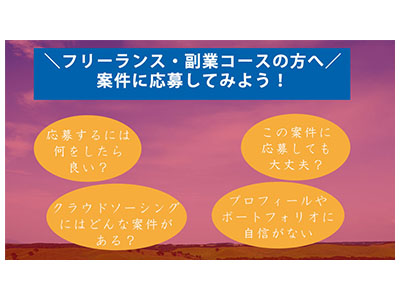 ＼フリーランス・副業コースの方へ／
案件に応募してみよう！
応募するには
何をしたら
良い？
この案件に
応募しても
大丈夫？
クラウドソーシング
にはどんな案件が
ある？
プロフィールや
ポートフォリオに
自信がない